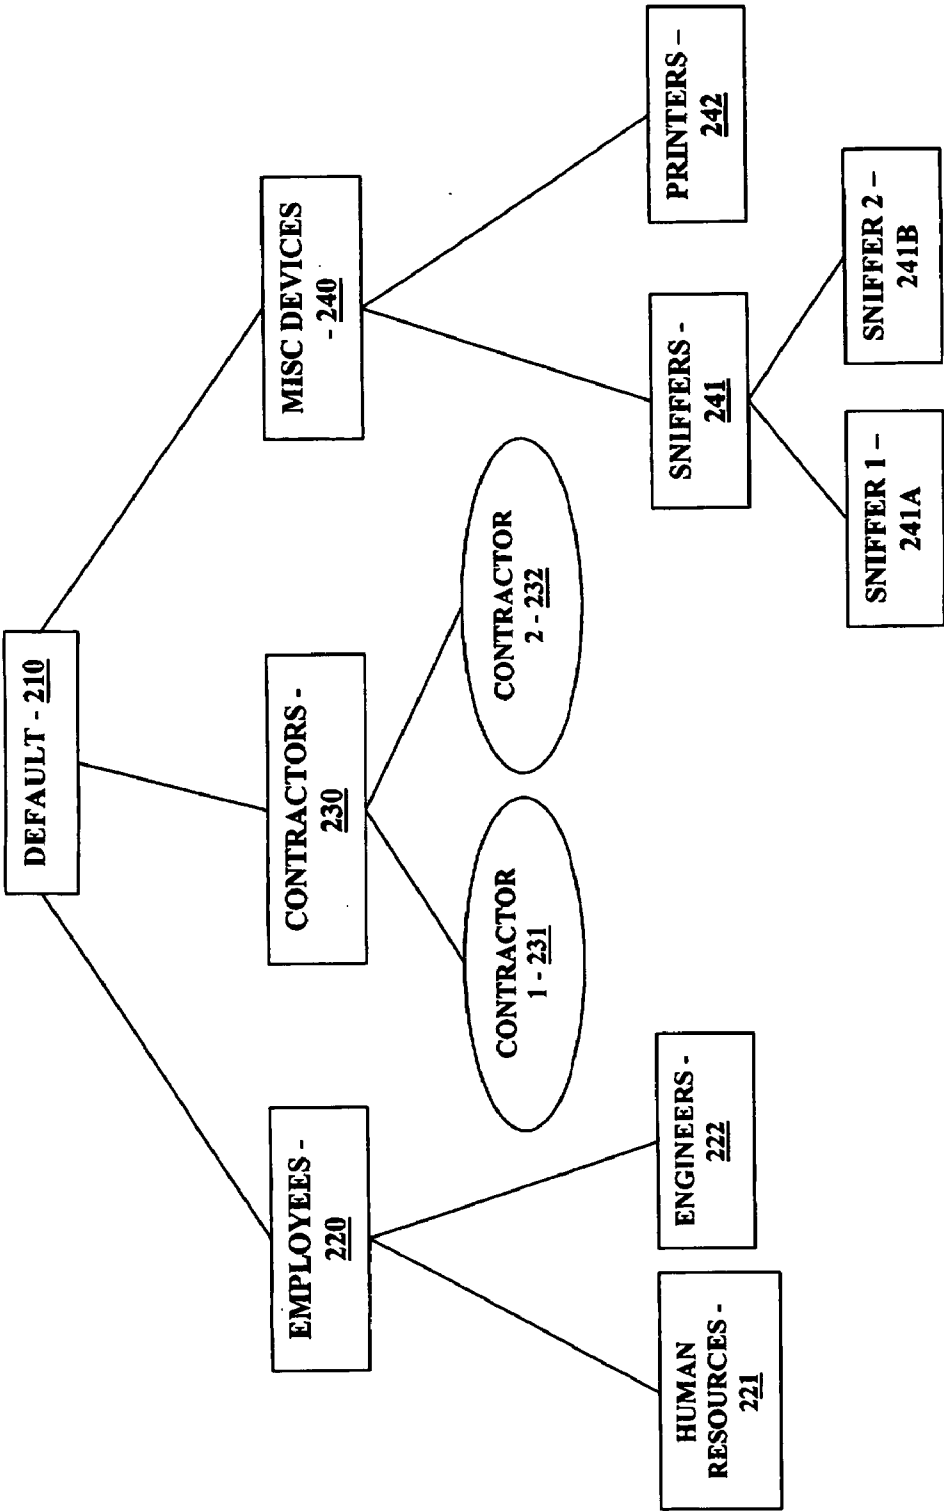 DEFAULT - 210
EMPLOYEES -
220
CONTRACTORS -
230
MISC DEVICES
- 240
CONTRACTOR
1 - 231
CONTRACTOR
2 - 232
HUMAN
RESOURCES -
221
ENGINEERS -
222
SNIFFERS -
241
PRINTERS –
242
SNIFFER 1 –
241A
SNIFFER 2 –
241B